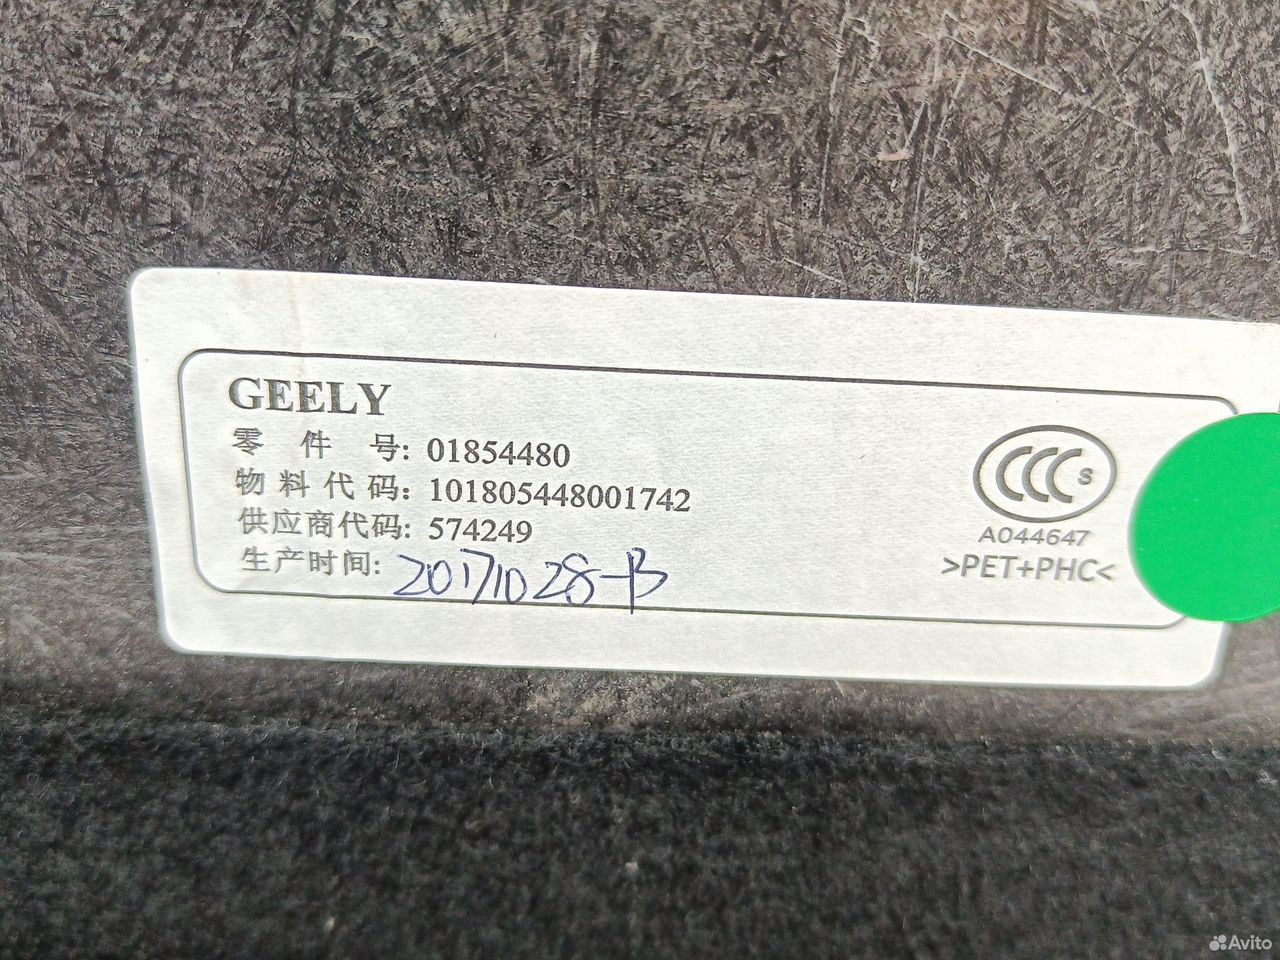 GEELY
零件号: 01854480
物料代码: 101805448001742
供应商代码: 574249
生产时间: 20171028-B
CCC S
A044647
>PET+PHC<
Avito